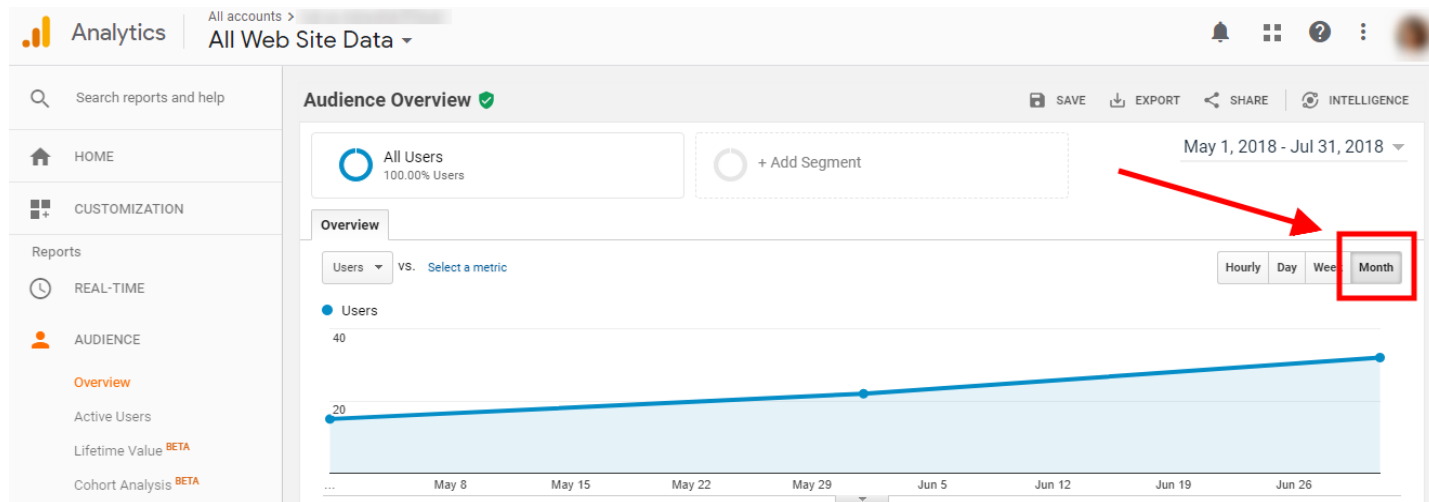 Analytics
All accounts >
All Web Site Data
Search reports and help
HOME
CUSTOMIZATION
Reports
REAL-TIME
AUDIENCE
Overview
Active Users
Lifetime Value BETA
Cohort Analysis BETA
Audience Overview
SAVE
EXPORT
SHARE
INTELLIGENCE
All Users
100.00% Users
+ Add Segment
May 1, 2018 - Jul 31, 2018
Overview
Users VS. Select a metric
Hourly Day Week Month
Users
40
20
... May 8 May 15 May 22 May 29 Jun 5 Jun 12 Jun 19 Jun 26